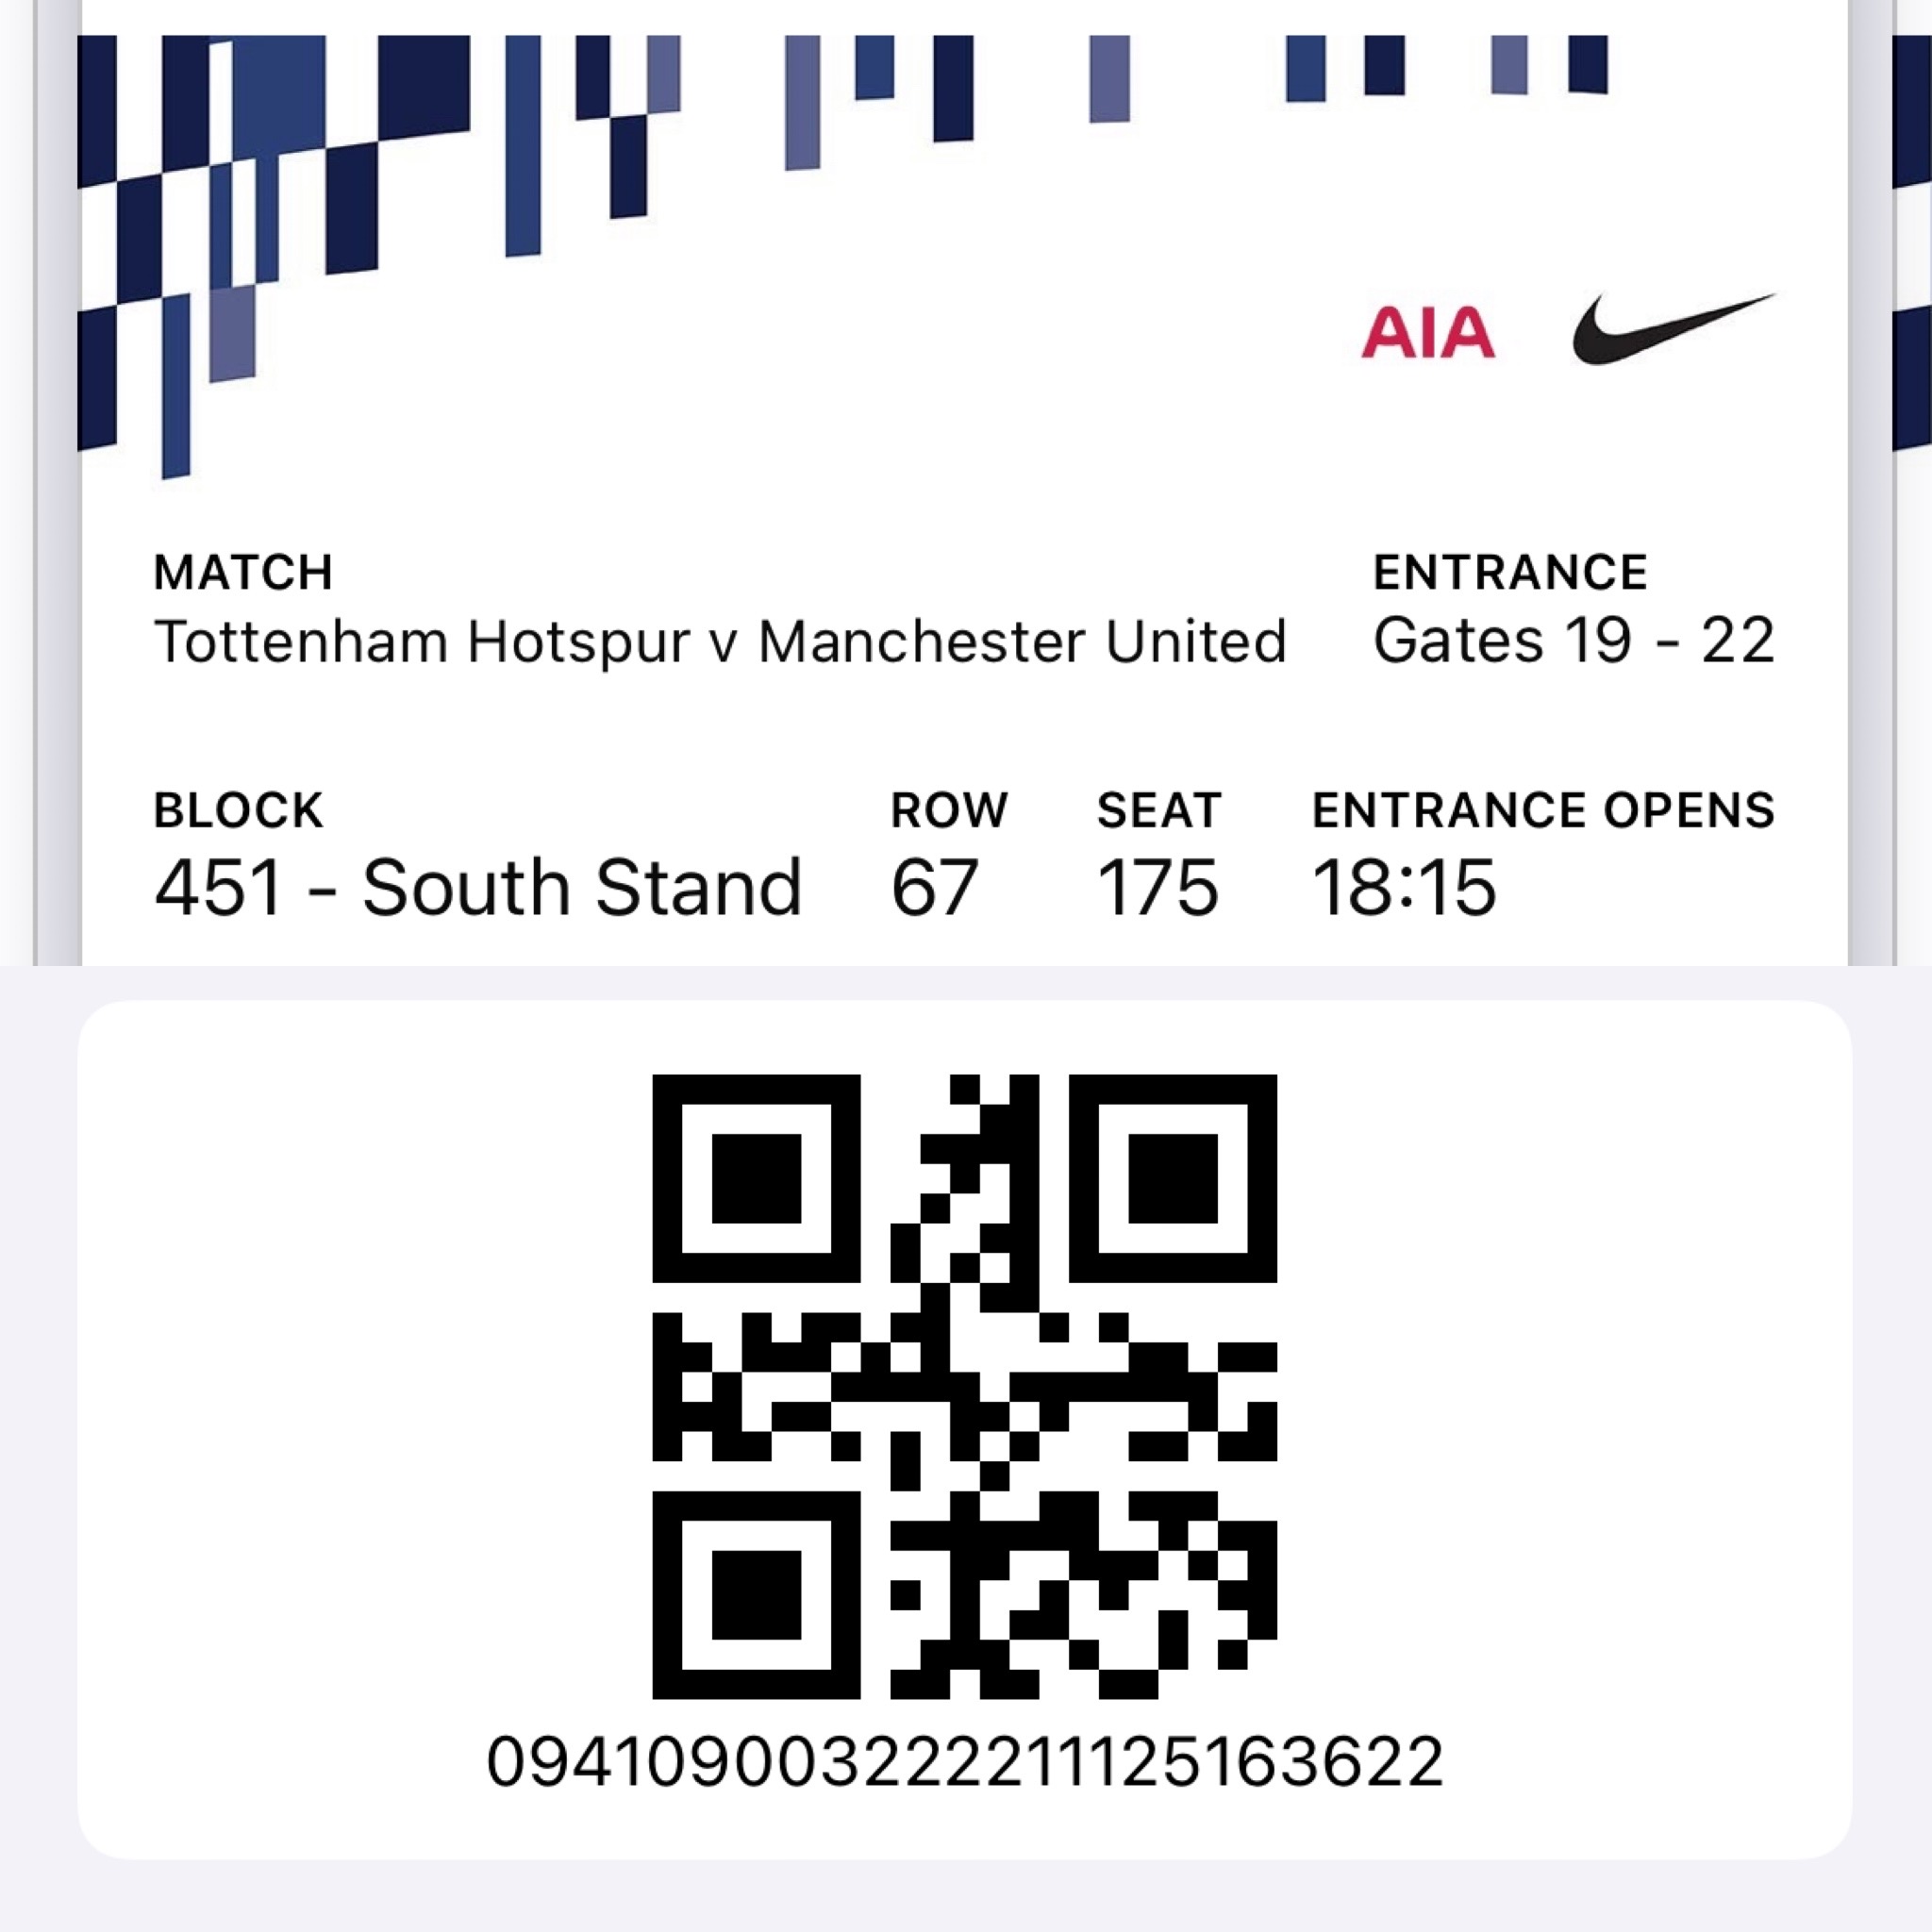 AIA
MATCH ENTRANCE
Tottenham Hotspur v Manchester United Gates 19 - 22
BLOCK ROW SEAT ENTRANCE OPENS
451 - South Stand 67 175 18:15
094109003222211125163622